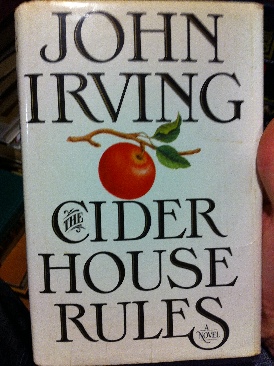 JOHN
IRVING
THE
CIDER
HOUSE
RULES
A
NOVEL